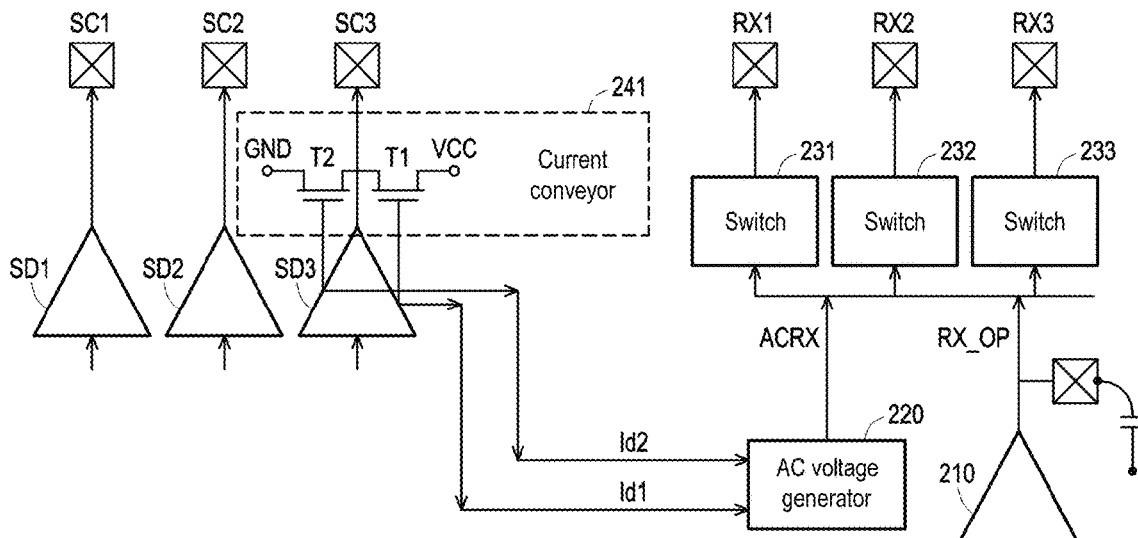 SC1
SC2
SC3
RX1
RX2
RX3
241
GND
T2
T1
VCC
Current
conveyor
231
232
233
Switch
Switch
Switch
SD1
SD2
SD3
ACRX
RX_OP
220
Id2
Id1
AC voltage
generator
210